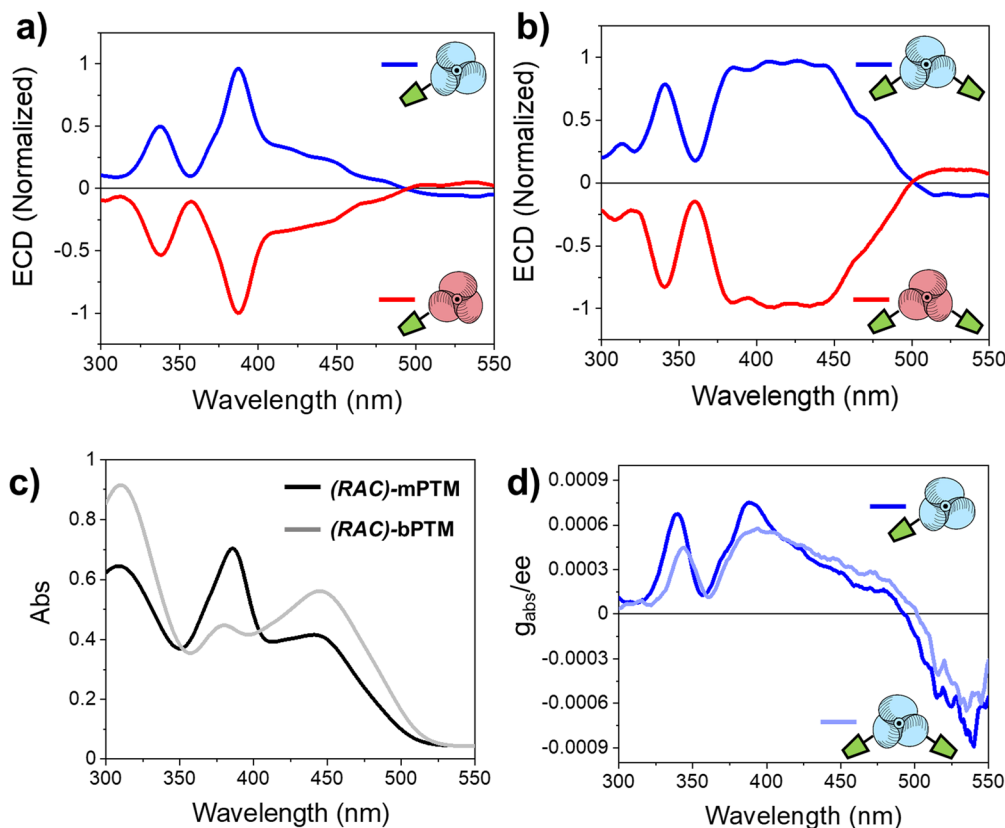 a)
ECD (Normalized)
1
0.5
0
-0.5
-1
300 350 400 450 500 550
Wavelength (nm)
b)
ECD (Normalized)
1
0.5
0
-0.5
-1
300 350 400 450 500 550
Wavelength (nm)
c)
Abs
1
0.8
0.6
0.4
0.2
0
300 350 400 450 500 550
Wavelength (nm)
(RAC)-mPTM
(RAC)-bPTM
d)
gabs/ee
0.0009
0.0006
0.0003
0
-0.0003
-0.0006
-0.0009
300 350 400 450 500 550
Wavelength (nm)